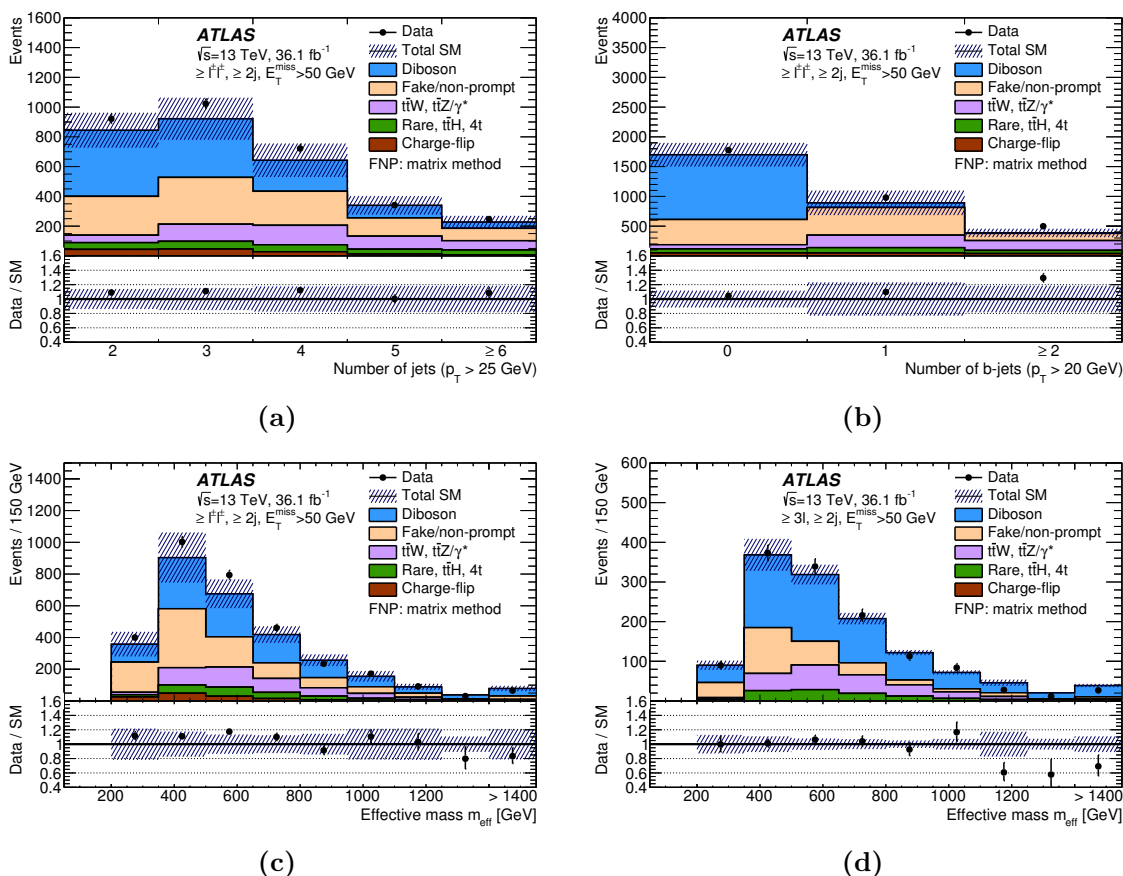 Events
1600
1400
1200
1000
800
600
400
200
ATLAS
√s=13 TeV, 36.1 fb⁻¹
≥ l±l±, ≥ 2j, E_T^miss>50 GeV
Data
Total SM
Diboson
Fake/non-prompt
tt̄W, tt̄Z/γ*
Rare, tt̄H, 4t
Charge-flip
FNP: matrix method
Data / SM
1.6
1.4
1.2
1
0.8
0.6
0.4
2 3 4 5 ≥ 6
Number of jets (p_T > 25 GeV)
(a)
Events
4000
3500
3000
2500
2000
1500
1000
500
ATLAS
√s=13 TeV, 36.1 fb⁻¹
≥ l±l±, ≥ 2j, E_T^miss>50 GeV
Data
Total SM
Diboson
Fake/non-prompt
tt̄W, tt̄Z/γ*
Rare, tt̄H, 4t
Charge-flip
FNP: matrix method
Data / SM
1.6
1.4
1.2
1
0.8
0.6
0.4
0 1 ≥ 2
Number of b-jets (p_T > 20 GeV)
(b)
Events / 150 GeV
1400
1200
1000
800
600
400
200
ATLAS
√s=13 TeV, 36.1 fb⁻¹
≥ l±l±, ≥ 2j, E_T^miss>50 GeV
Data
Total SM
Diboson
Fake/non-prompt
tt̄W, tt̄Z/γ*
Rare, tt̄H, 4t
Charge-flip
FNP: matrix method
Data / SM
1.6
1.4
1.2
1
0.8
0.6
0.4
200 400 600 800 1000 1200 > 1400
Effective mass m_eff [GeV]
(c)
Events / 150 GeV
600
500
400
300
200
100
ATLAS
√s=13 TeV, 36.1 fb⁻¹
≥ 3l, ≥ 2j, E_T^miss>50 GeV
Data
Total SM
Diboson
Fake/non-prompt
tt̄W, tt̄Z/γ*
Rare, tt̄H, 4t
Charge-flip
FNP: matrix method
Data / SM
1.6
1.4
1.2
1
0.8
0.6
0.4
200 400 600 800 1000 1200 > 1400
Effective mass m_eff [GeV]
(d)